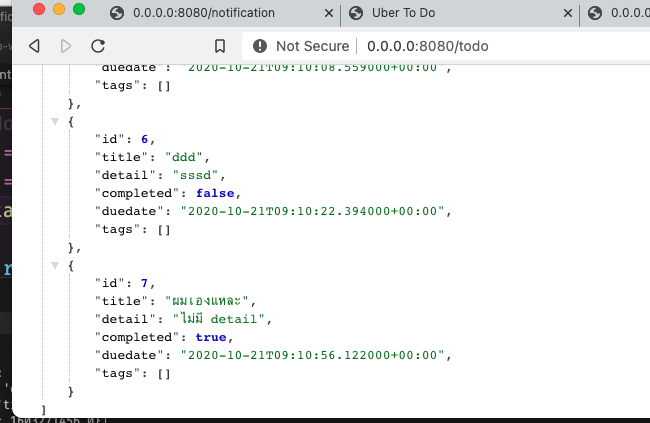 0.0.0.0:8080/notification
Uber To Do
0.0.0
Not Secure
0.0.0.0:8080/todo
"duedate": "2020-10-21T09:10:08.559000+00:00",
"tags": []
},
{
"id": 6,
"title": "ddd",
"detail": "sssd",
"completed": false,
"duedate": "2020-10-21T09:10:22.394000+00:00",
"tags": []
},
{
"id": 7,
"title": "ผมเองแหละ",
"detail": "ไม่มี detail",
"completed": true,
"duedate": "2020-10-21T09:10:56.122000+00:00",
"tags": []
}
]